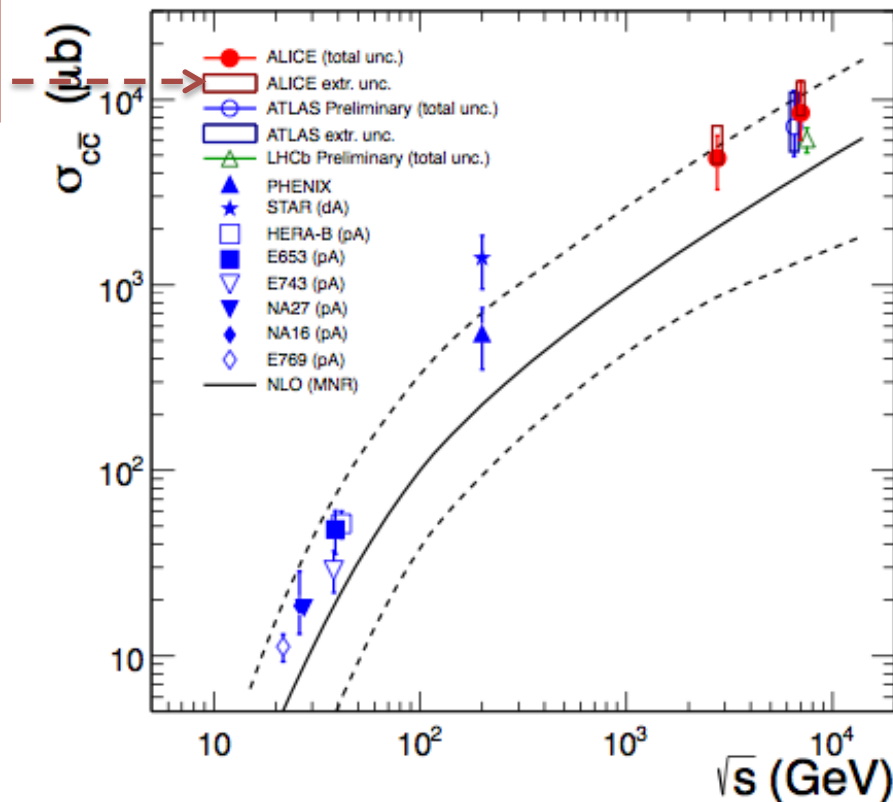 σcc̄ (μb)
ALICE (total unc.)
ALICE extr. unc.
ATLAS Preliminary (total unc.)
ATLAS extr. unc.
LHCb Preliminary (total unc.)
PHENIX
STAR (dA)
HERA-B (pA)
E653 (pA)
E743 (pA)
NA27 (pA)
NA16 (pA)
E769 (pA)
NLO (MNR)
10⁴
10³
10²
10
10 10² 10³ 10⁴
√s (GeV)